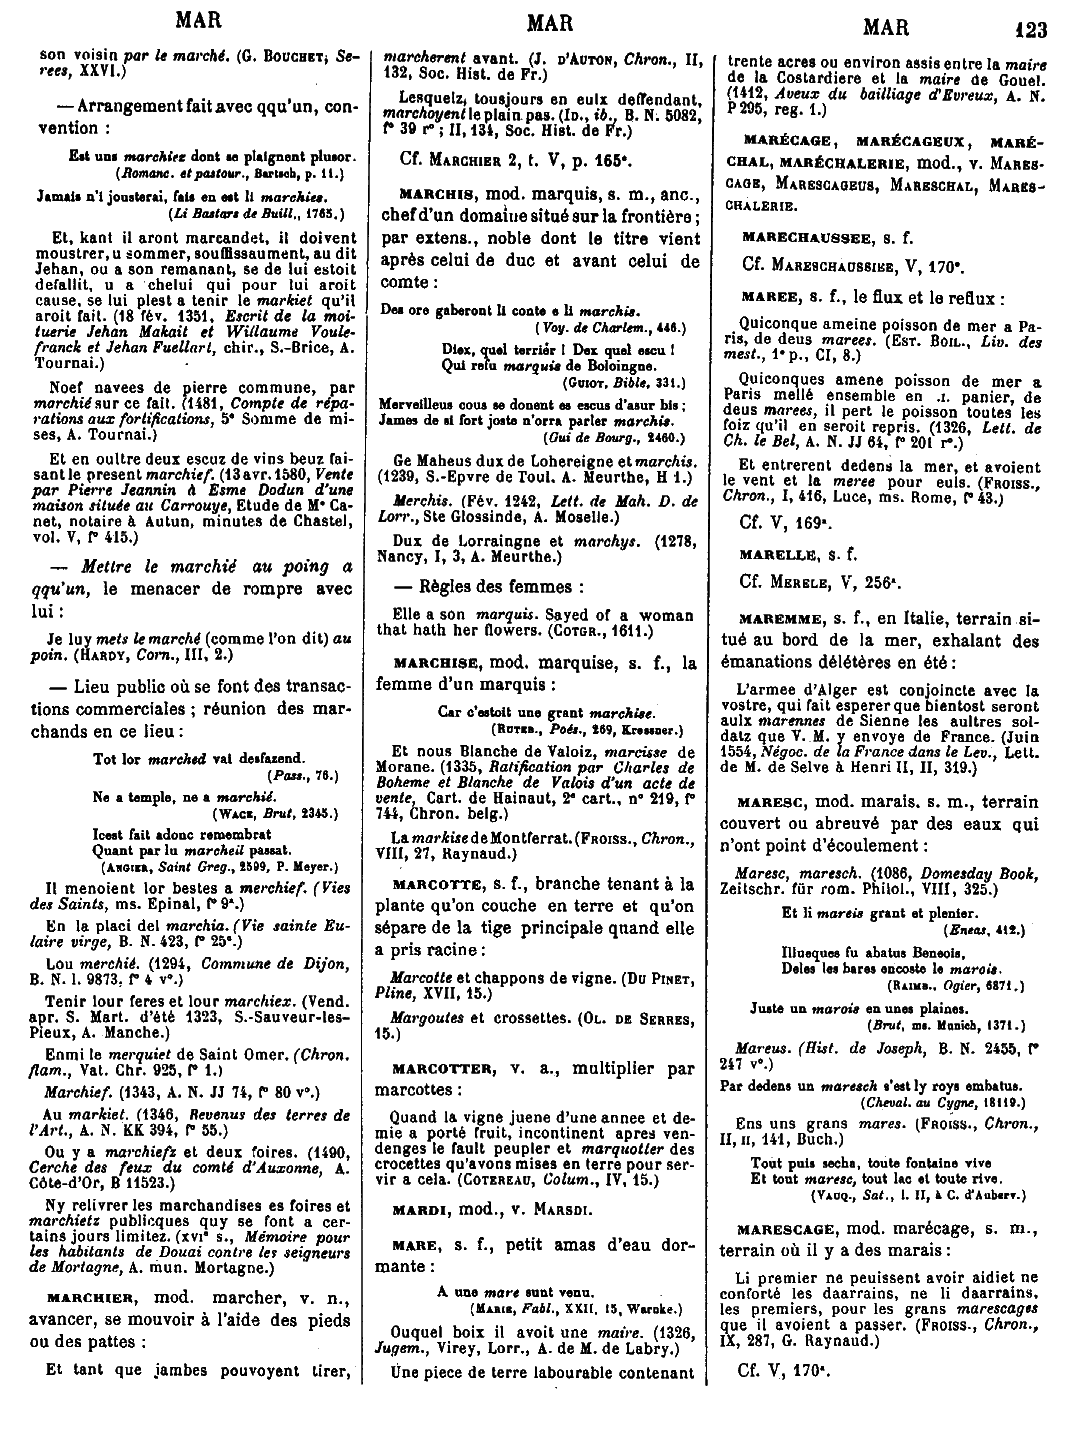 MAR
MAR
MAR 123
son voisin par le marché. (G. BOUCHET, Se-
rees, XXVI.)
— Arrangement fait avec qqu'un, con-
vention :
Est uns marchiez dont se plaignent plusor.
(Romanc. et pastour., Bartsch, p. 11.)
Jamais n'i jousterai, fais en est li marchies.
(Li Bastars de Buill., 1765.)
Et, kant il aront marcandet, il doivent
moustrer, u sommer, souffissaument, au dit
Jehan, ou a son remanant, se de lui estoit
defallit, u a chelui qui pour lui aroit
cause, se lui plest a tenir le markiet qu'il
aroit fait. (18 fév. 1351, Escrit de la moi-
tuerie Jehan Makait et Willaume Voule-
franck et Jehan Fuellart, chir., S.-Brice, A.
Tournai.)
Noef navees de pierre commune, par
marchié sur ce fait. (1481, Compte de répa-
rations aux fortifications, 5e Somme de mi-
ses, A. Tournai.)
Et en oultre deux escuz de vins beuz fai-
sant le present marchief. (13 avr. 1580, Vente
par Pierre Jeannin à Esme Dodun d'une
maison située au Carrouye, Etude de Me Ca-
net, notaire à Autun, minutes de Chastel,
vol. V, f° 415.)
— Mettre le marchié au poing a
qqu'un, le menacer de rompre avec
lui :
Je luy mets le marché (comme l'on dit) au
poin. (HARDY, Corn., III, 2.)
— Lieu public où se font des transac-
tions commerciales ; réunion des mar-
chands en ce lieu :
Tot lor marched vai desfazend.
(Pass., 76.)
Ne a temple, ne a marchié.
(WACE, Brut, 2345.)
Icest fait adonc remembrat
Quant par lu marcheil passat.
(ANGIER, Saint Greg., 2599, P. Meyer.)
Il menoient lor bestes a merchief. (Vies
des Saints, ms. Epinal, f° 9a.)
En la placi del marchia. (Vie sainte Eu-
laire virge, B. N. 423, f° 25c.)
Lou merchié. (1294, Commune de Dijon,
B. N. l. 9873, f° 4 v°.)
Tenir lour feres et lour marchiex. (Vend.
apr. S. Mart. d'été 1323, S.-Sauveur-les-
Pieux, A. Manche.)
Enmi le merquiet de Saint Omer. (Chron.
flam., Vat. Chr. 925, f° 1.)
Marchief. (1343, A. N. JJ 74, f° 80 v°.)
Au markiet. (1346, Revenus des terres de
l'Art., A. N. KK 394, f° 55.)
Ou y a marchiefz et deux foires. (1490,
Cerche des feux du comté d'Auxonne, A.
Côte-d'Or, B 11523.)
Ny relivrer les marchandises es foires et
marchietz publicques quy se font a cer-
tains jours limitez. (XVIe s., Mémoire pour
les habitants de Douai contre les seigneurs
de Mortagne, A. mun. Mortagne.)
MARCHIER, mod. marcher, v. n.,
avancer, se mouvoir à l'aide des pieds
ou des pattes :
Et tant que jambes pouvoyent tirer,
marcherent avant. (J. D'AUTON, Chron., II,
132, Soc. Hist. de Fr.)
Lesquelz, tousjours en eulx deffendant,
marchoyent le plain pas. (ID., ib., B. N. 5082,
f° 39 r° ; II, 134, Soc. Hist. de Fr.)
Cf. MARCHIER 2, t. V, p. 165a.
MARCHIS, mod. marquis, s. m., anc.,
chef d'un domaine situé sur la frontière ;
par extens., noble dont le titre vient
après celui de duc et avant celui de
comte :
Des ore gaberont li conte e li marchis.
(Voy. de Charlem., 446.)
Diex, quel terrier ! Dex quel escu !
Qui refu marquis de Boloingne.
(GUIOT, Bible, 331.)
Merveilleus cous se donent es escus d'asur bis ;
James de si fort joste n'orra parler marchis.
(Gui de Bourg., 2460.)
Ge Maheus dux de Lohereigne et marchis.
(1239, S.-Epvre de Toul. A. Meurthe, H 1.)
Merchis. (Fév. 1242, Lett. de Mah. D. de
Lorr., Ste Glossinde, A. Moselle.)
Dux de Lorraingne et marchys. (1278,
Nancy, I, 3, A. Meurthe.)
— Règles des femmes :
Elle a son marquis. Sayed of a woman
that hath her flowers. (COTGR., 1611.)
MARCHISE, mod. marquise, s. f., la
femme d'un marquis :
Car c'estoit une grant marchise.
(RUTEB., Poés., 269, Kressner.)
Et nous Blanche de Valoiz, marcisse de
Morane. (1335, Ratification par Charles de
Boheme et Blanche de Valois d'un acte de
vente, Cart. de Hainaut, 2e cart., n° 219, f°
744, Chron. belg.)
La markise de Montferrat. (FROISS., Chron.,
VIII, 27, Raynaud.)
MARCOTTE, s. f., branche tenant à la
plante qu'on couche en terre et qu'on
sépare de la tige principale quand elle
a pris racine :
Marcotte et chappons de vigne. (DU PINET,
Pline, XVII, 15.)
Margoutes et crossettes. (OL. DE SERRES,
15.)
MARCOTTER, v. a., multiplier par
marcottes :
Quand la vigne juene d'une annee et de-
mie a porté fruit, incontinent apres ven-
denges le fault peupler et marquotter des
crocettes qu'avons mises en terre pour ser-
vir a cela. (COTEREAU, Colum., IV, 15.)
MARDI, mod., v. MARSDI.
MARE, s. f., petit amas d'eau dor-
mante :
A une mare sunt venu.
(MARIE, Fabl., XXII, 15, Warnke.)
Ouquel boix il avoit une maire. (1326,
Jugem., Virey, Lorr., A. de M. de Labry.)
Une piece de terre labourable contenant
trente acres ou environ assis entre la maire
de la Costardiere et la maire de Gouel.
(1412, Aveux du bailliage d'Evreux, A. N.
P 295, reg. 1.)
MARÉCAGE, MARÉCAGEUX, MARÉ-
CHAL, MARÉCHALERIE, mod., v. MARES-
CAGE, MARESCAGEUS, MARESCHAL, MARES-
CHALERIE.
MARECHAUSSEE, s. f.
Cf. MARESCHAUSSIEE, V, 170c.
MAREE, s. f., le flux et le reflux :
Quiconque ameine poisson de mer a Pa-
ris, de deus marees. (EST. BOIL., Liv. des
mest., 1e p., CI, 8.)
Quiconques amene poisson de mer a
Paris mellé ensemble en .I. panier, de
deus marees, il pert le poisson toutes les
foiz qu'il en seroit repris. (1326, Lett. de
Ch. le Bel, A. N. JJ 64, f° 201 r°.)
Et entrerent dedens la mer, et avoient
le vent et la meree pour euls. (FROISS.,
Chron., I, 416, Luce, ms. Rome, f° 43.)
Cf. V, 169a.
MARELLE, s. f.
Cf. MERELE, V, 256a.
MAREMME, s. f., en Italie, terrain si-
tué au bord de la mer, exhalant des
émanations délétères en été :
L'armee d'Alger est conjoincte avec la
vostre, qui fait esperer que bientost seront
aulx marennes de Sienne les aultres sol-
datz que V. M. y envoye de France. (Juin
1554, Négoc. de la France dans le Lev., Lett.
de M. de Selve à Henri II, II, 319.)
MARESC, mod. marais. s. m., terrain
couvert ou abreuvé par des eaux qui
n'ont point d'écoulement :
Maresc, maresch. (1086, Domesday Book,
Zeitschr. für rom. Philol., VIII, 325.)
Et li mareis grant et plenier.
(Eneas, 412.)
Illueques fu abatus Beneois,
Deles les bares encoste le marois.
(RAIMB., Ogier, 6871.)
Juste un marois en unes plaines.
(Brut, ms. Munich, 1371.)
Mareus. (Hist. de Joseph, B. N. 2455, f°
247 v°.)
Par dedens un maresch s'est ly roys embatus.
(Cheval. au Cygne, 18119.)
Ens uns grans mares. (FROISS., Chron.,
II, II, 141, Buch.)
Tout puis secha, toute fontaine vive
Et tout maresc, tout lac et toute rive.
(VAUQ., Sat., l. II, à C. d'Auberv.)
MARESCAGE, mod. marécage, s. m.,
terrain où il y a des marais :
Li premier ne peuissent avoir aidiet ne
conforté les daarrains, ne li daarrains,
les premiers, pour les grans marescages
que il avoient a passer. (FROISS., Chron.,
IX, 287, G. Raynaud.)
Cf. V, 170a.